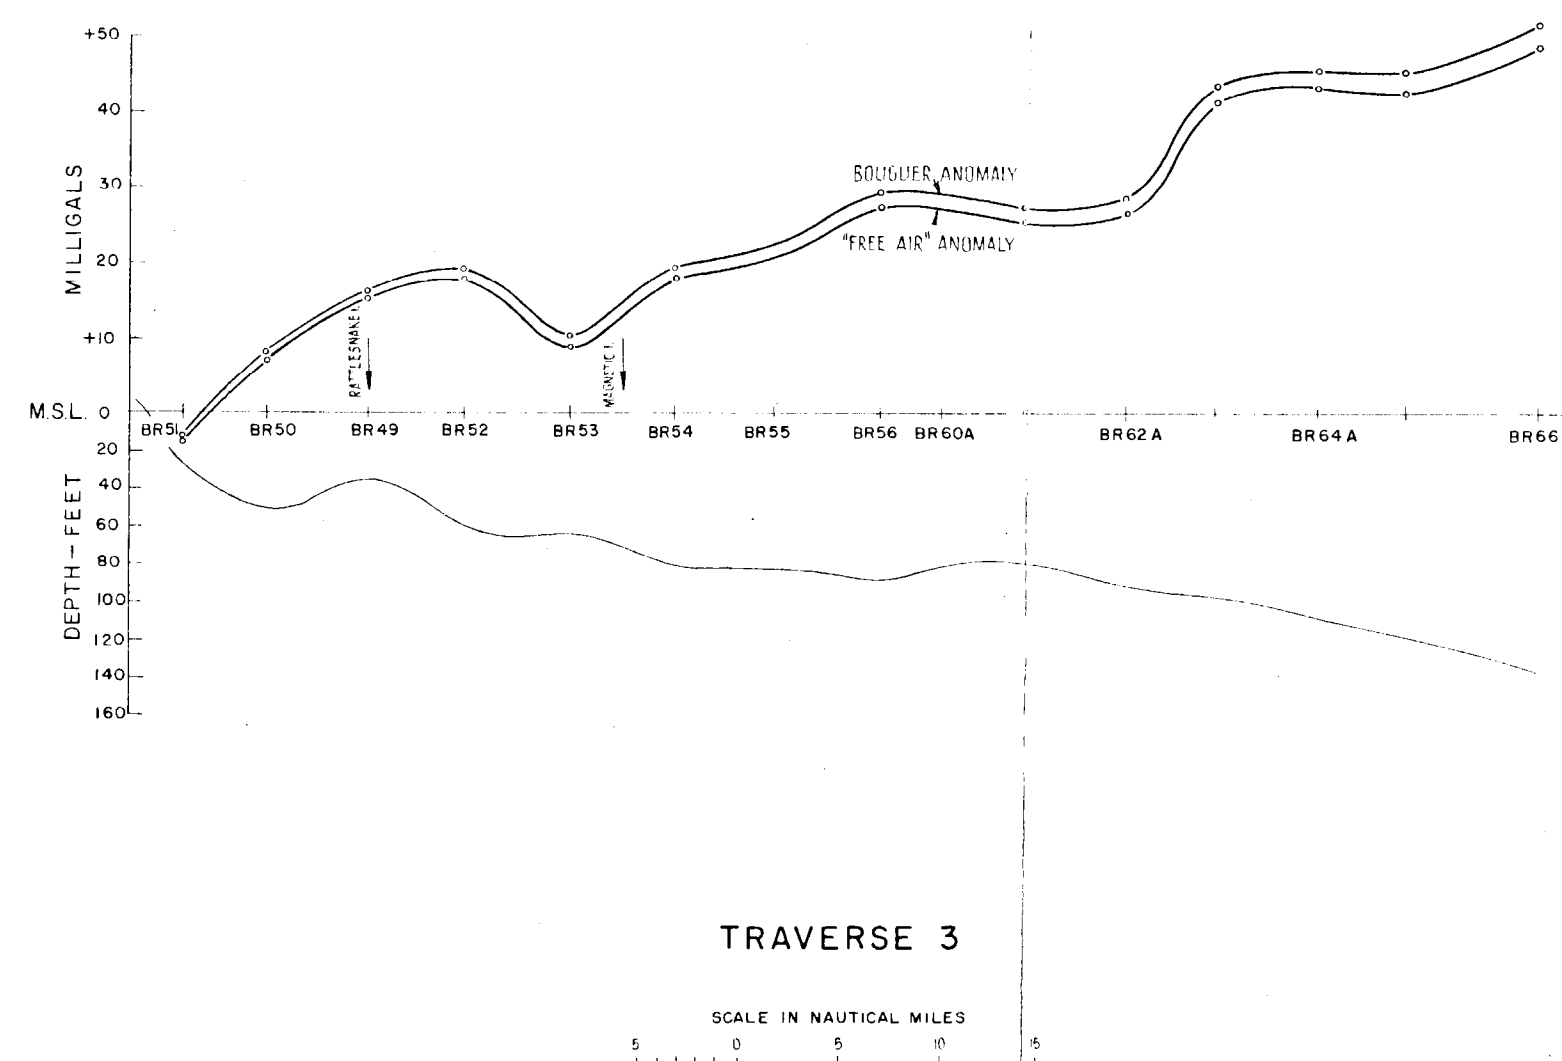 +50
40
30
20
+10
MILLIGALS
BOUGUER ANOMALY
"FREE AIR" ANOMALY
RATTLESNAKE I.
MAGNETIC I.
M.S.L. 0
BR51 BR50 BR49 BR52 BR53 BR54 BR55 BR56 BR60A BR62A BR64A BR66
20
40
60
80
100
120
140
160
DEPTH-FEET
TRAVERSE 3
SCALE IN NAUTICAL MILES
5 0 5 10 15